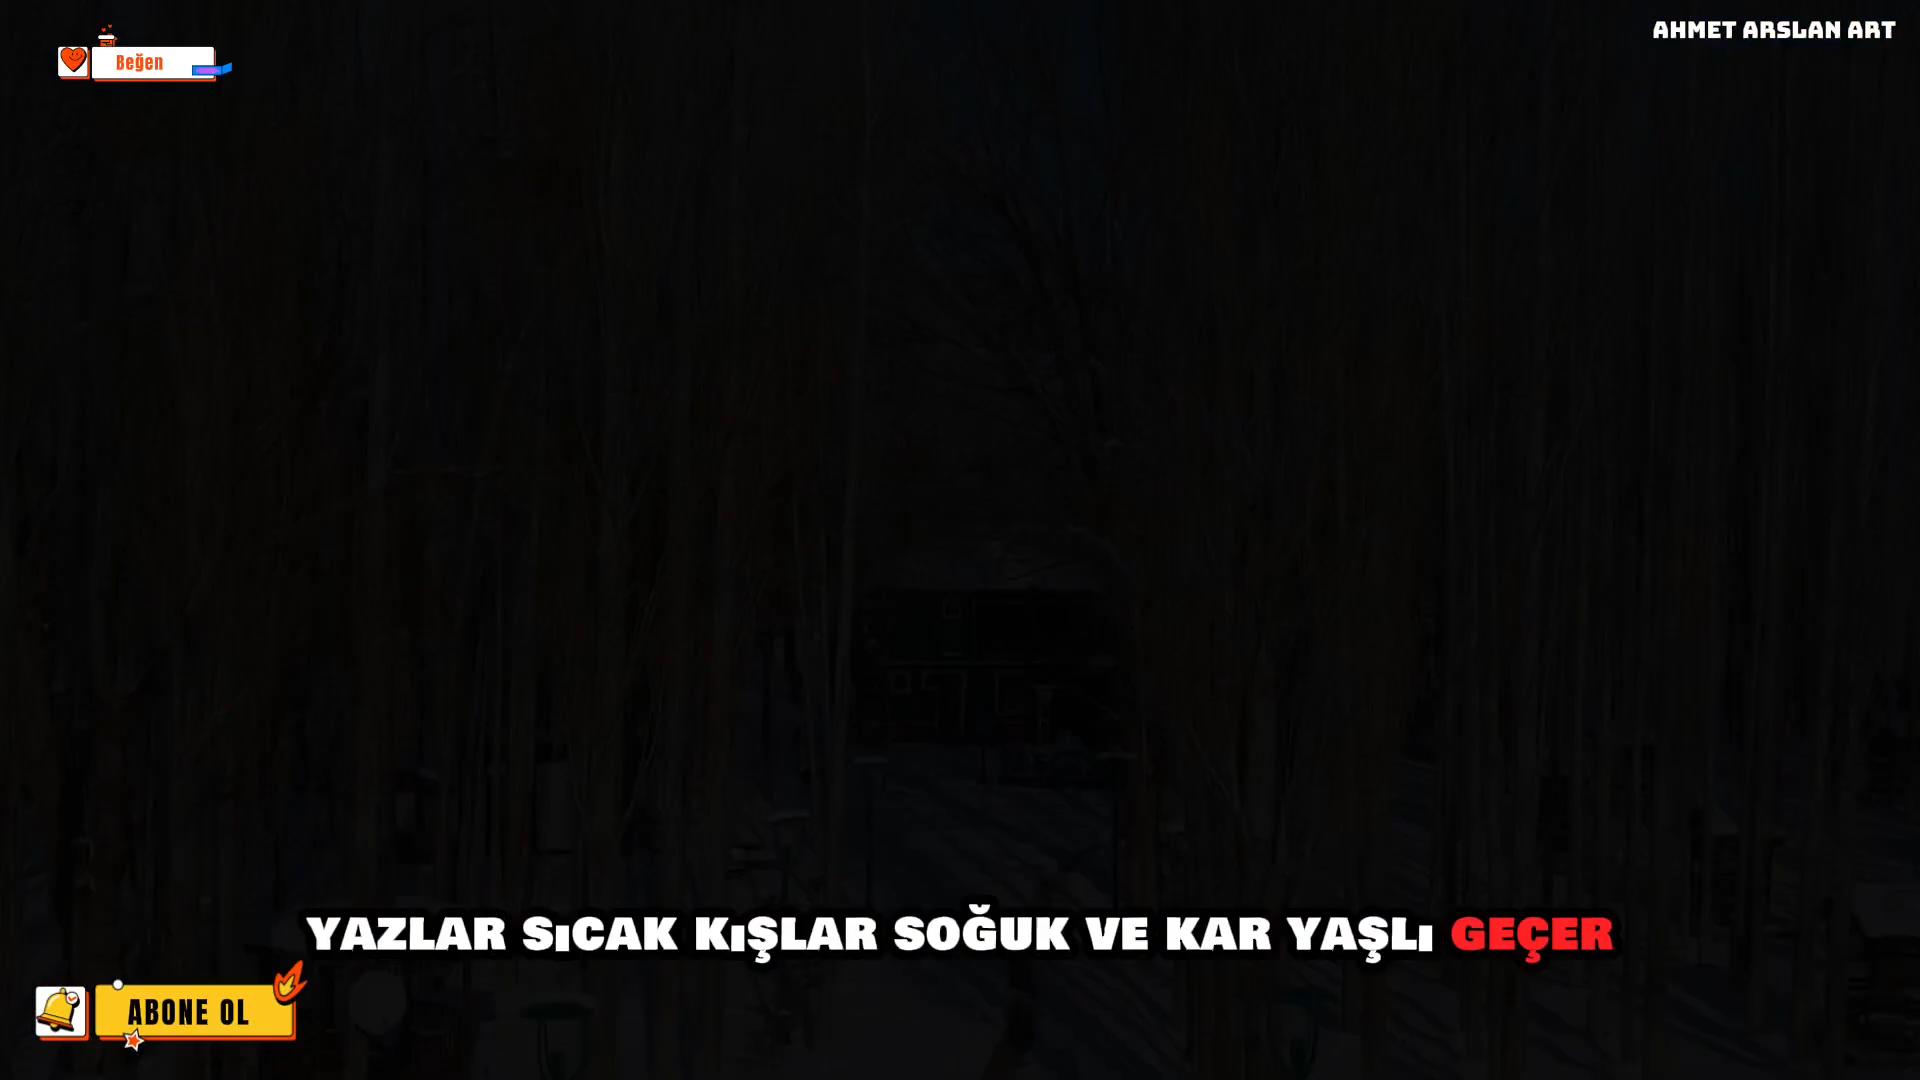 AHMET ARSLAN ART
Beğen
YAZLAR SıCAK KıŞLAR SOĞUK VE KAR YAŞLı GEÇER
ABONE OL